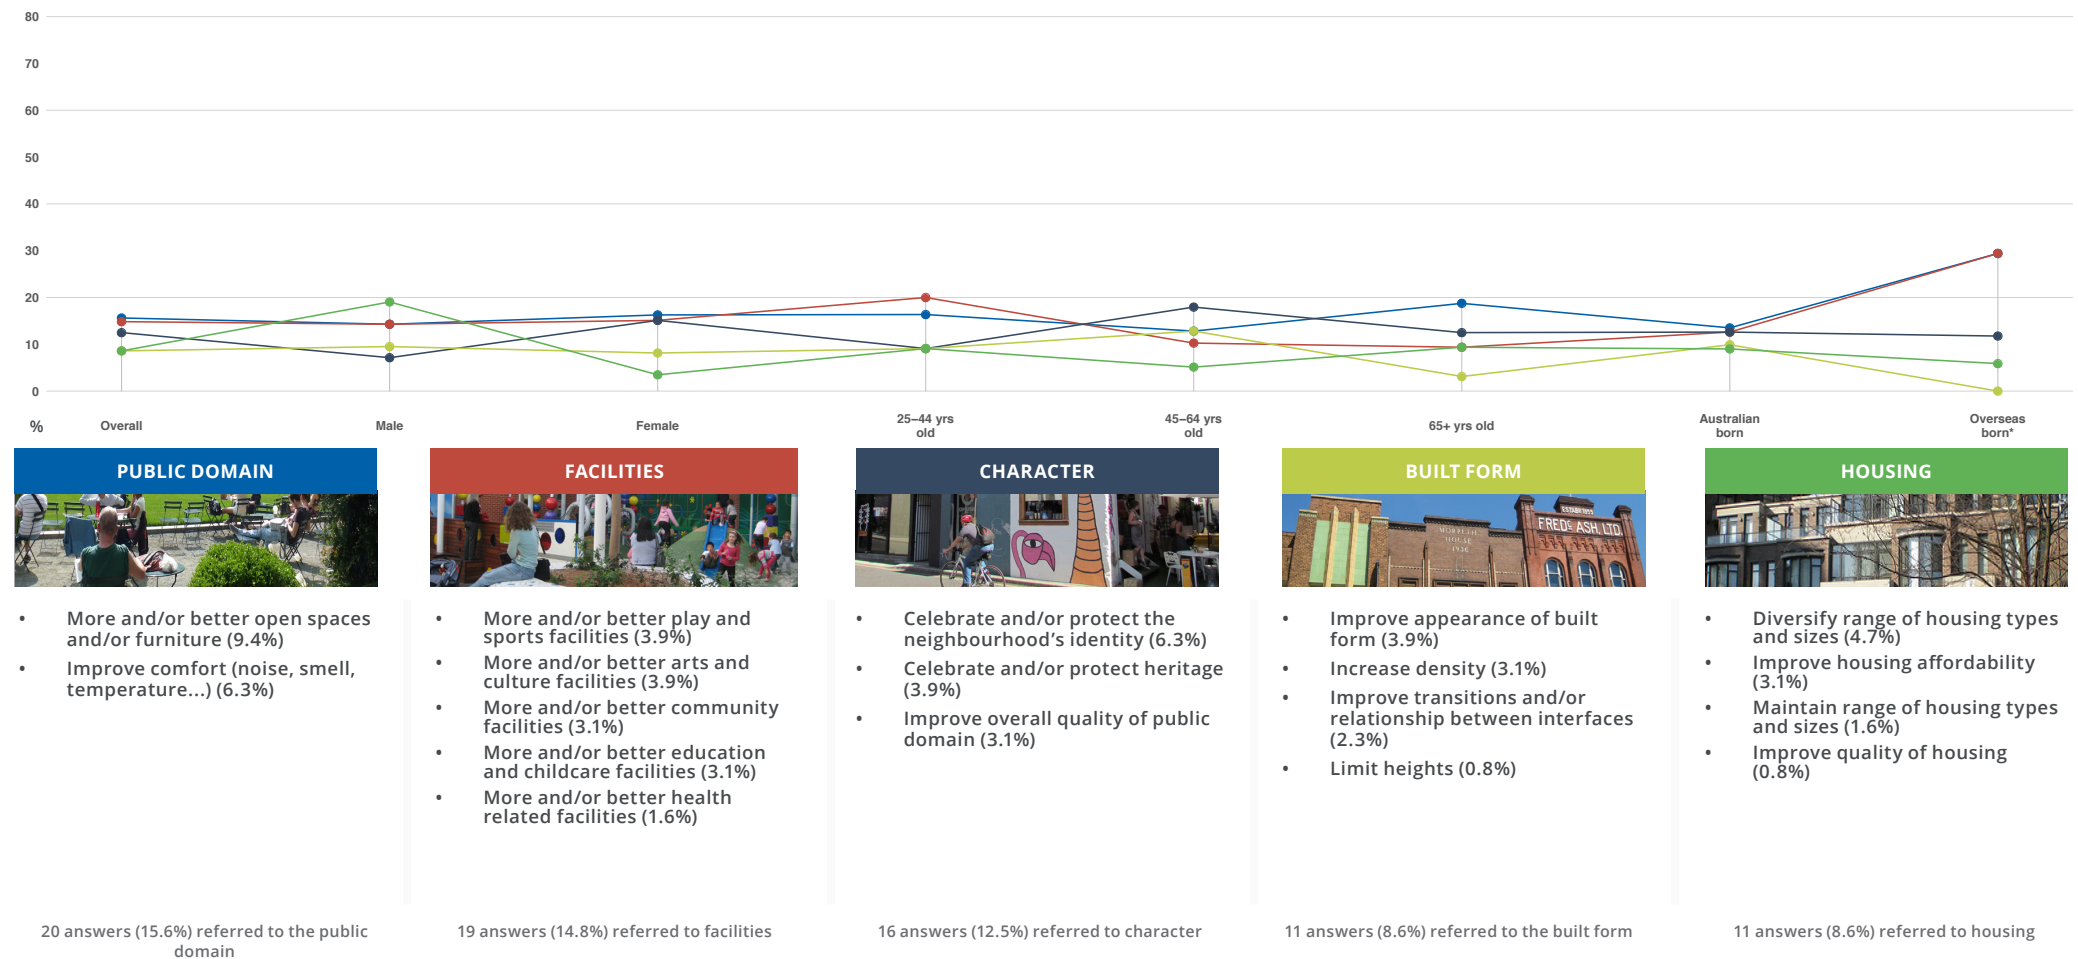 80
70
60
50
40
30
20
10
0
%
Overall
Male
Female
25–44 yrs
old
45–64 yrs
old
65+ yrs old
Australian
born
Overseas
born*
PUBLIC DOMAIN
• More and/or better open spaces
and/or furniture (9.4%)
• Improve comfort (noise, smell,
temperature...) (6.3%)
20 answers (15.6%) referred to the public
domain
FACILITIES
• More and/or better play and
sports facilities (3.9%)
• More and/or better arts and
culture facilities (3.9%)
• More and/or better community
facilities (3.1%)
• More and/or better education
and childcare facilities (3.1%)
• More and/or better health
related facilities (1.6%)
19 answers (14.8%) referred to facilities
CHARACTER
• Celebrate and/or protect the
neighbourhood’s identity (6.3%)
• Celebrate and/or protect heritage
(3.9%)
• Improve overall quality of public
domain (3.1%)
16 answers (12.5%) referred to character
BUILT FORM
MORPETH
HOUSE
1936
ESTABD 1855
FREDC ASH. LTD.
• Improve appearance of built
form (3.9%)
• Increase density (3.1%)
• Improve transitions and/or
relationship between interfaces
(2.3%)
• Limit heights (0.8%)
11 answers (8.6%) referred to the built form
HOUSING
• Diversify range of housing types
and sizes (4.7%)
• Improve housing affordability
(3.1%)
• Maintain range of housing types
and sizes (1.6%)
• Improve quality of housing
(0.8%)
11 answers (8.6%) referred to housing